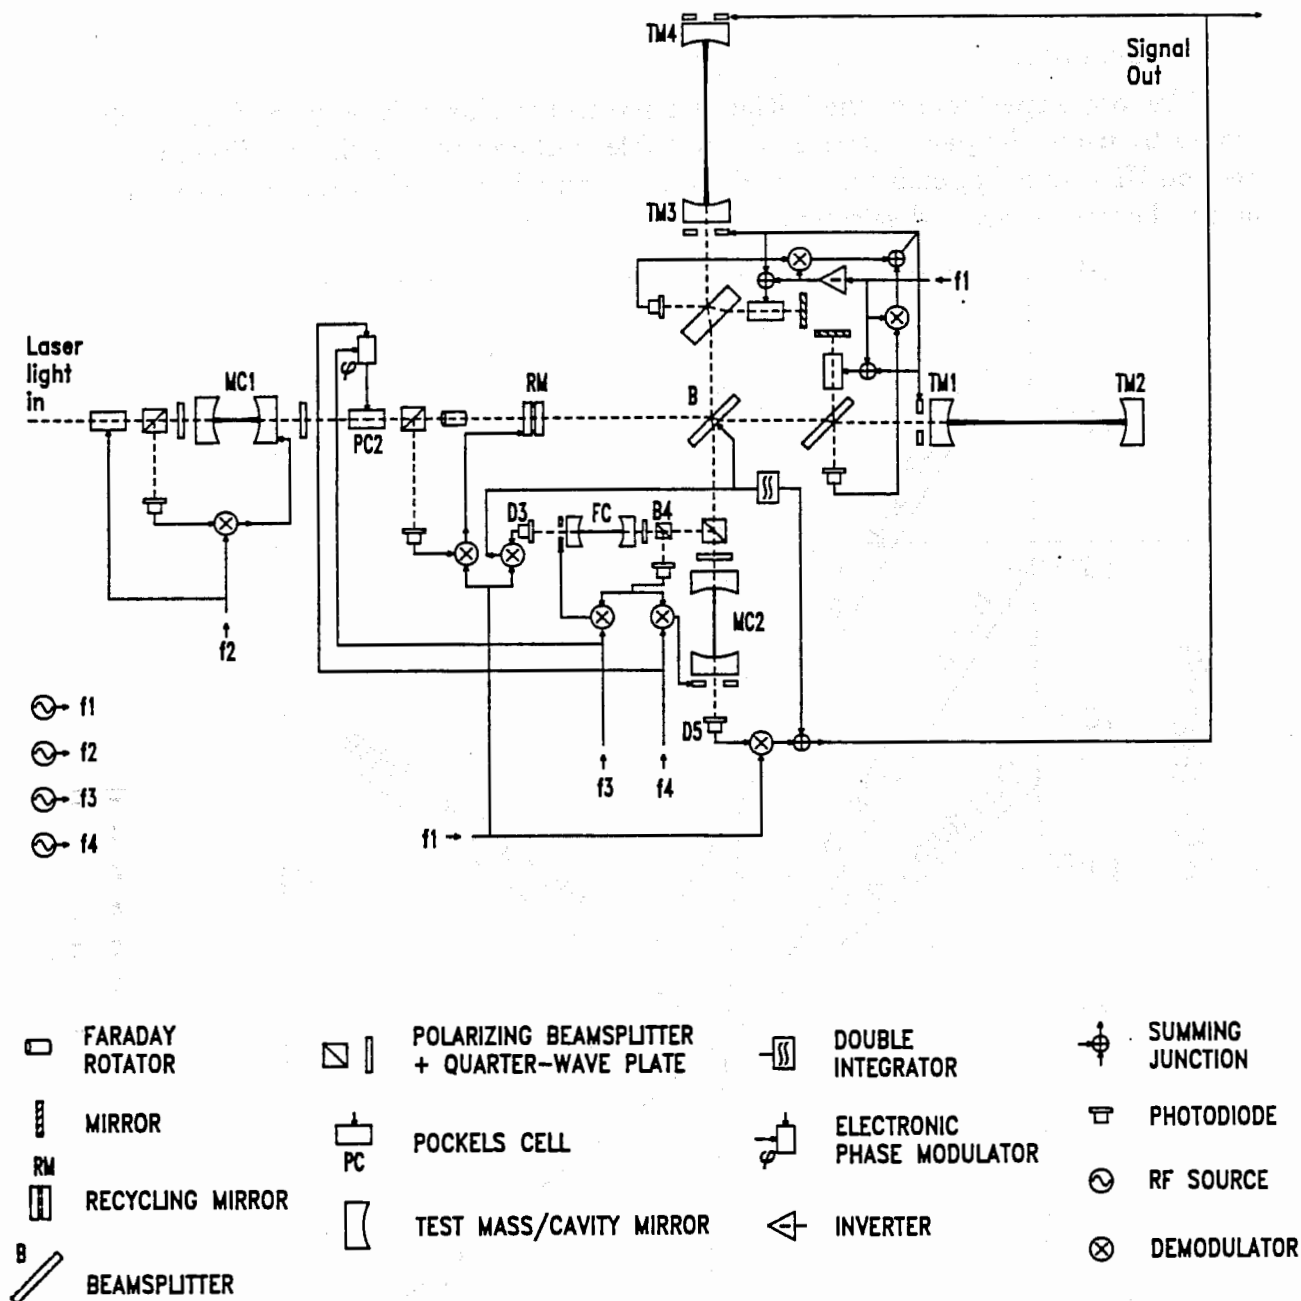 TM4
Signal
Out
TM3
f1
Laser
light
in
MC1
φ
PC2
RM
B
TM1
TM2
D3
FC
B4
MC2
f2
D5
f1
f2
f3
f4
f3
f4
f1
FARADAY
ROTATOR
POLARIZING BEAMSPLITTER
+ QUARTER-WAVE PLATE
DOUBLE
INTEGRATOR
SUMMING
JUNCTION
MIRROR
PC
POCKELS CELL
φ
ELECTRONIC
PHASE MODULATOR
PHOTODIODE
RM
RECYCLING MIRROR
TEST MASS/CAVITY MIRROR
INVERTER
RF SOURCE
B
BEAMSPLITTER
DEMODULATOR